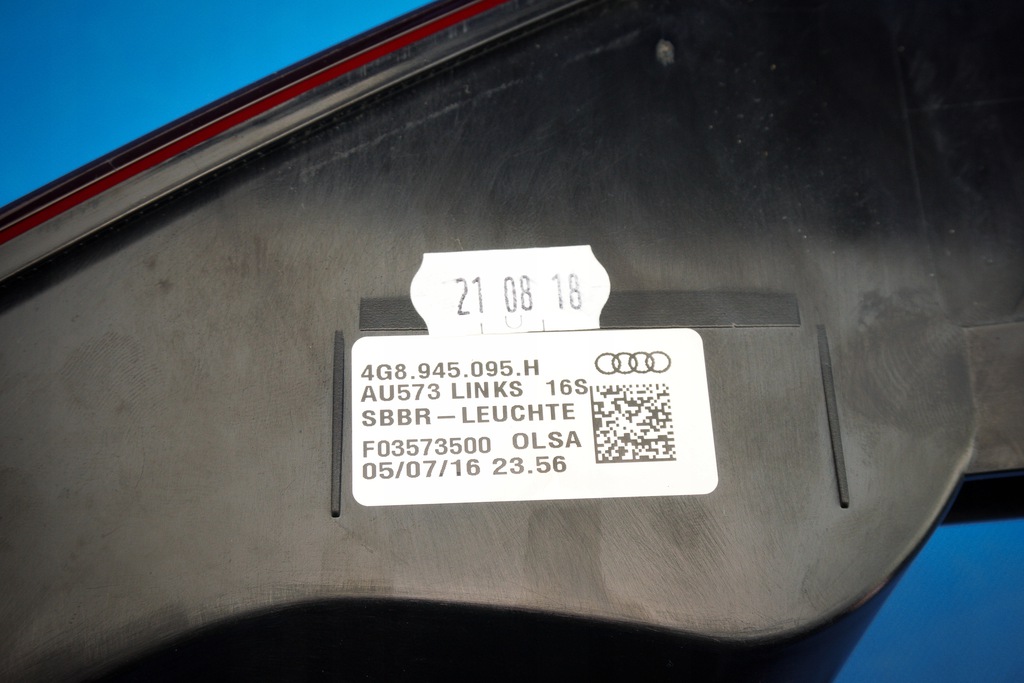 21 08 18
4G8.945.095.H
AU573 LINKS 16S
SBBR-LEUCHTE
F03573500 OLSA
05/07/16 23.56